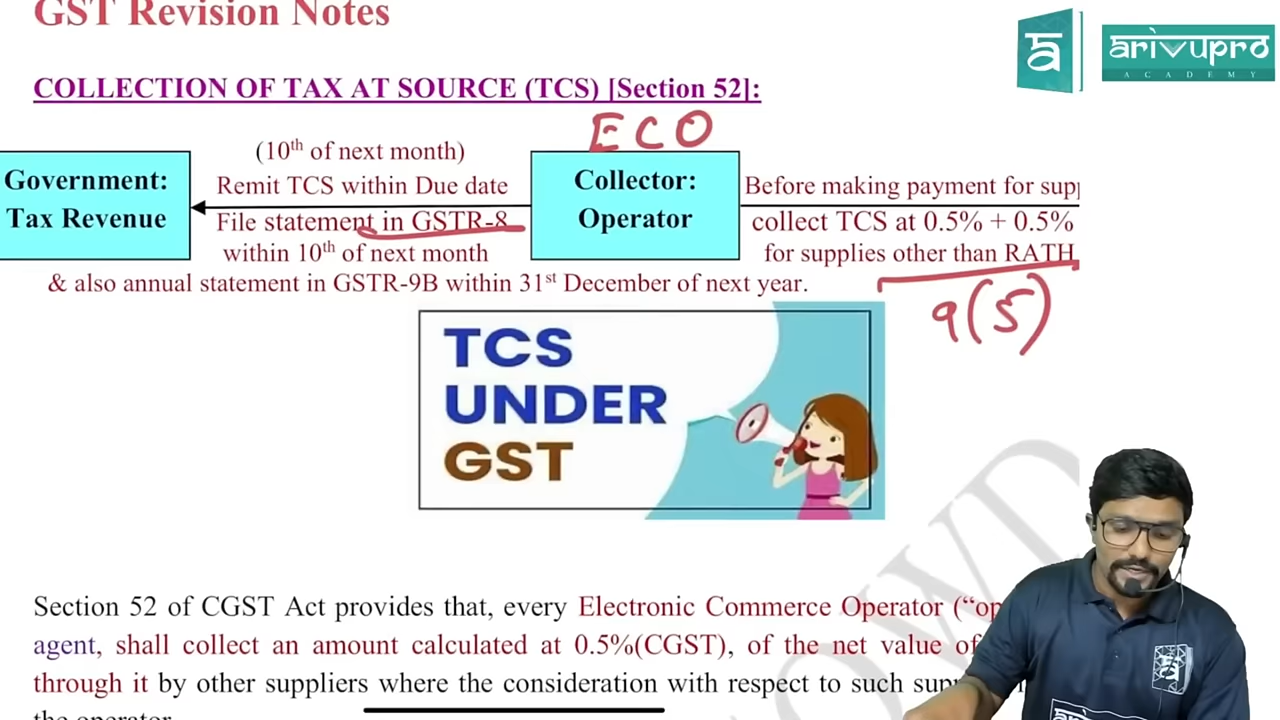 GST Revision Notes
arivupro
ACADEMY
COLLECTION OF TAX AT SOURCE (TCS) [Section 52]:
ECO
(10th of next month)
Government:
Tax Revenue
Remit TCS within Due date
File statement in GSTR-8
within 10th of next month
Collector:
Operator
Before making payment for
collect TCS at 0.5% + 0.5%
for supplies other than RATH
& also annual statement in GSTR-9B within 31st December of next year.
9(5)
TCS
UNDER
GST
Section 52 of CGST Act provides that, every Electronic Commerce Operator
agent, shall collect an amount calculated at 0.5%(CGST), of the net value of
through it by other suppliers where the consideration with respect to such
the operator